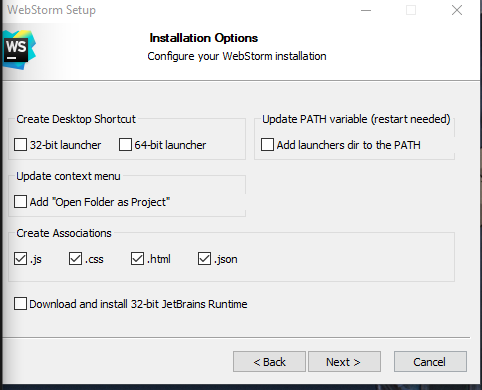 WebStorm Setup
WS
Installation Options
Configure your WebStorm installation
Create Desktop Shortcut
32-bit launcher 64-bit launcher
Update PATH variable (restart needed)
Add launchers dir to the PATH
Update context menu
Add "Open Folder as Project"
Create Associations
.js .css .html .json
Download and install 32-bit JetBrains Runtime
< Back Next > Cancel